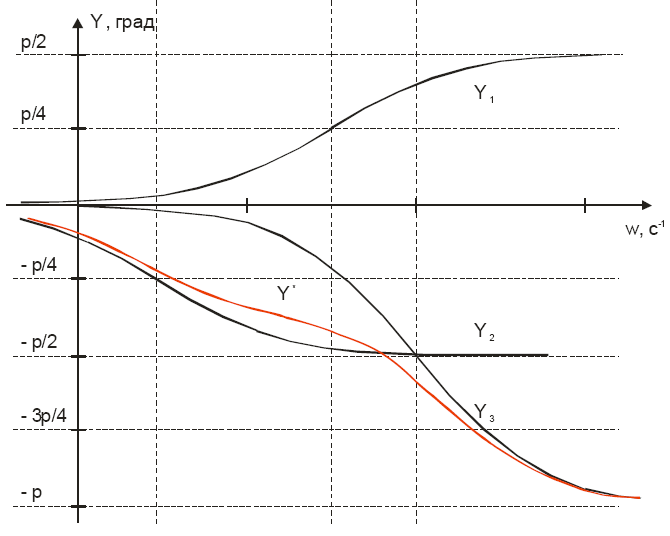 Y, град
p/2
Y1
p/4
w, c-1
- p/4
Y*
- p/2
Y2
- 3p/4
Y3
- p